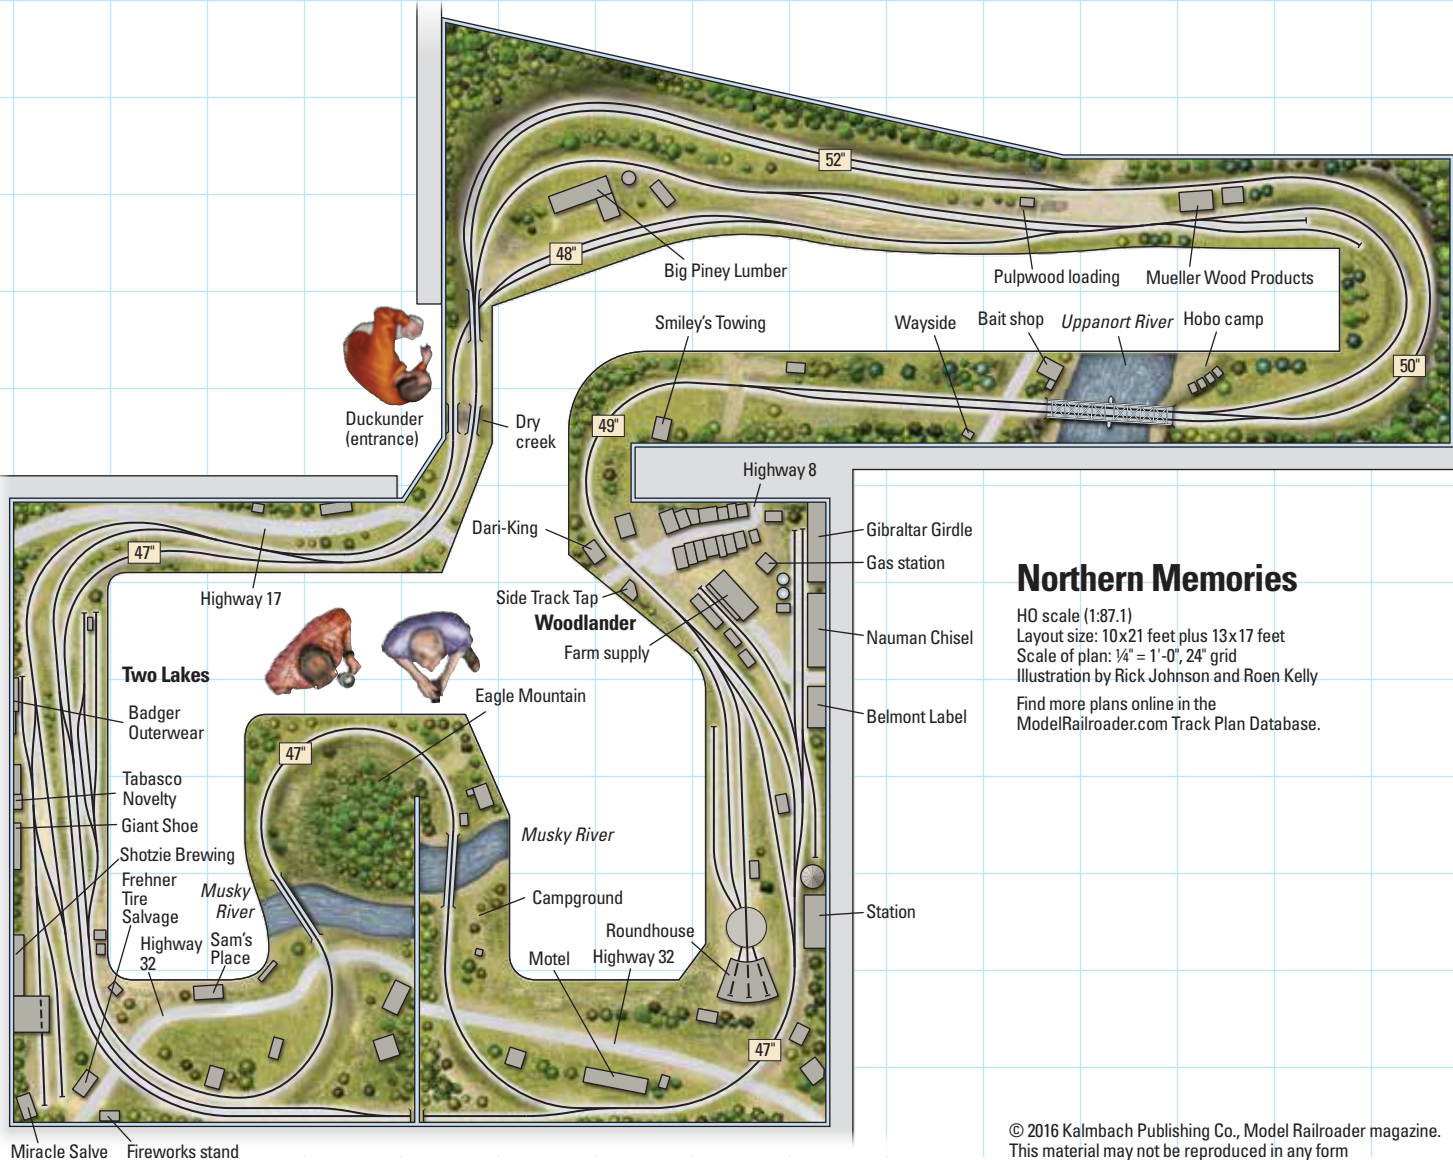 52"
48"
Big Piney Lumber
Pulpwood loading
Mueller Wood Products
Smiley's Towing
Wayside
Bait shop
Uppanort River
Hobo camp
50"
Duckunder
(entrance)
Dry
creek
49"
Highway 8
Dari-King
Gibraltar Girdle
Gas station
47"
Highway 17
Side Track Tap
Woodlander
Farm supply
Nauman Chisel
Northern Memories
HO scale (1:87.1)
Layout size: 10x21 feet plus 13x17 feet
Scale of plan: ¼" = 1'-0", 24" grid
Illustration by Rick Johnson and Roen Kelly
Find more plans online in the
ModelRailroader.com Track Plan Database.
Two Lakes
Eagle Mountain
Badger
Outerwear
Belmont Label
47"
Tabasco
Novelty
Giant Shoe
Musky River
Shotzie Brewing
Frehner
Tire
Salvage
Musky
River
Campground
Station
Highway
32
Sam's
Place
Roundhouse
Motel
Highway 32
47"
Miracle Salve
Fireworks stand
© 2016 Kalmbach Publishing Co., Model Railroader magazine.
This material may not be reproduced in any form